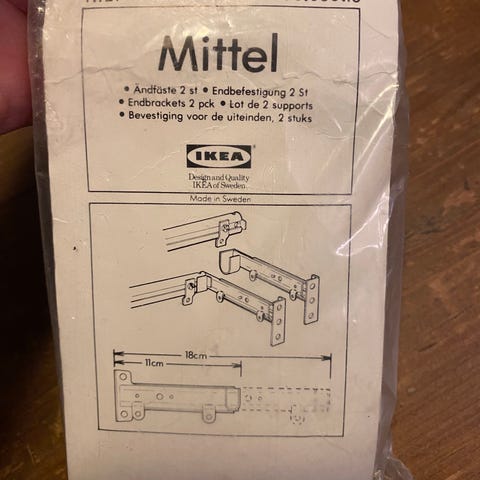 Mittel
• Ändfäste 2 st • Endbefestigung 2 St
• Endbrackets 2 pck • Lot de 2 supports
• Bevestiging voor de uiteinden, 2 stuks
IKEA
Design and Quality
IKEA of Sweden
Made in Sweden
18cm
11cm